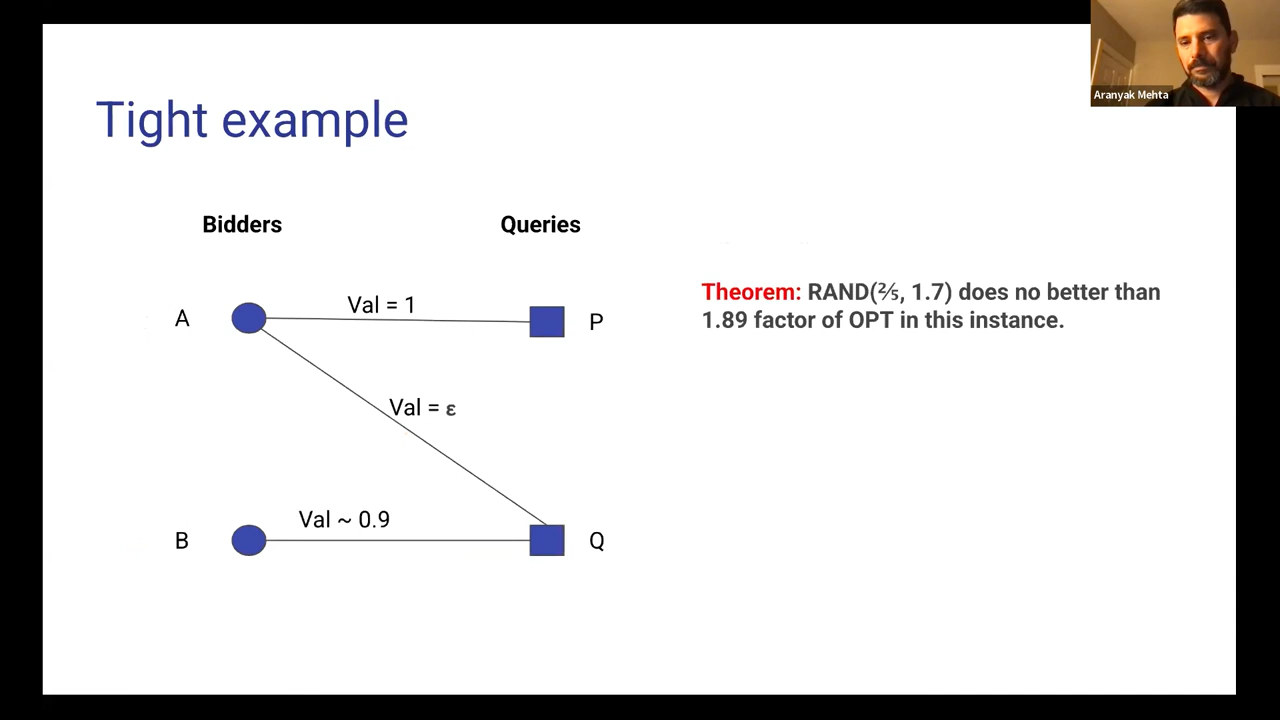 Aranyak Mehta
Tight example
Bidders
Queries
A
Val = 1
P
Val = ε
Val ~ 0.9
B
Q
Theorem: RAND(⅖, 1.7) does no better than
1.89 factor of OPT in this instance.